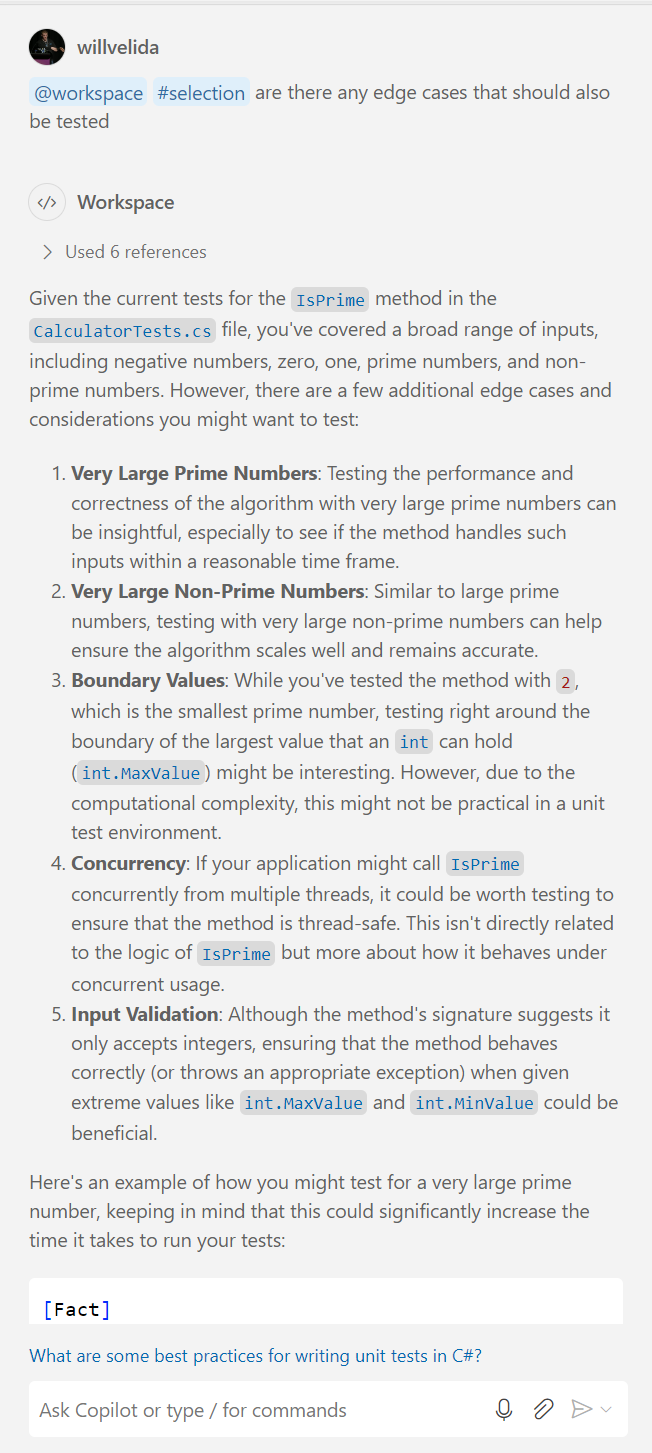 willvelida
@workspace #selection are there any edge cases that should also
be tested
Workspace
Used 6 references
Given the current tests for the IsPrime method in the
CalculatorTests.cs file, you've covered a broad range of inputs,
including negative numbers, zero, one, prime numbers, and non-
prime numbers. However, there are a few additional edge cases and
considerations you might want to test:
1. Very Large Prime Numbers: Testing the performance and
correctness of the algorithm with very large prime numbers can
be insightful, especially to see if the method handles such
inputs within a reasonable time frame.
2. Very Large Non-Prime Numbers: Similar to large prime
numbers, testing with very large non-prime numbers can help
ensure the algorithm scales well and remains accurate.
3. Boundary Values: While you've tested the method with 2,
which is the smallest prime number, testing right around the
boundary of the largest value that an int can hold
(int.MaxValue) might be interesting. However, due to the
computational complexity, this might not be practical in a unit
test environment.
4. Concurrency: If your application might call IsPrime
concurrently from multiple threads, it could be worth testing to
ensure that the method is thread-safe. This isn't directly related
to the logic of IsPrime but more about how it behaves under
concurrent usage.
5. Input Validation: Although the method's signature suggests it
only accepts integers, ensuring that the method behaves
correctly (or throws an appropriate exception) when given
extreme values like int.MaxValue and int.MinValue could be
beneficial.
Here's an example of how you might test for a very large prime
number, keeping in mind that this could significantly increase the
time it takes to run your tests:
[Fact]
What are some best practices for writing unit tests in C#?
Ask Copilot or type / for commands